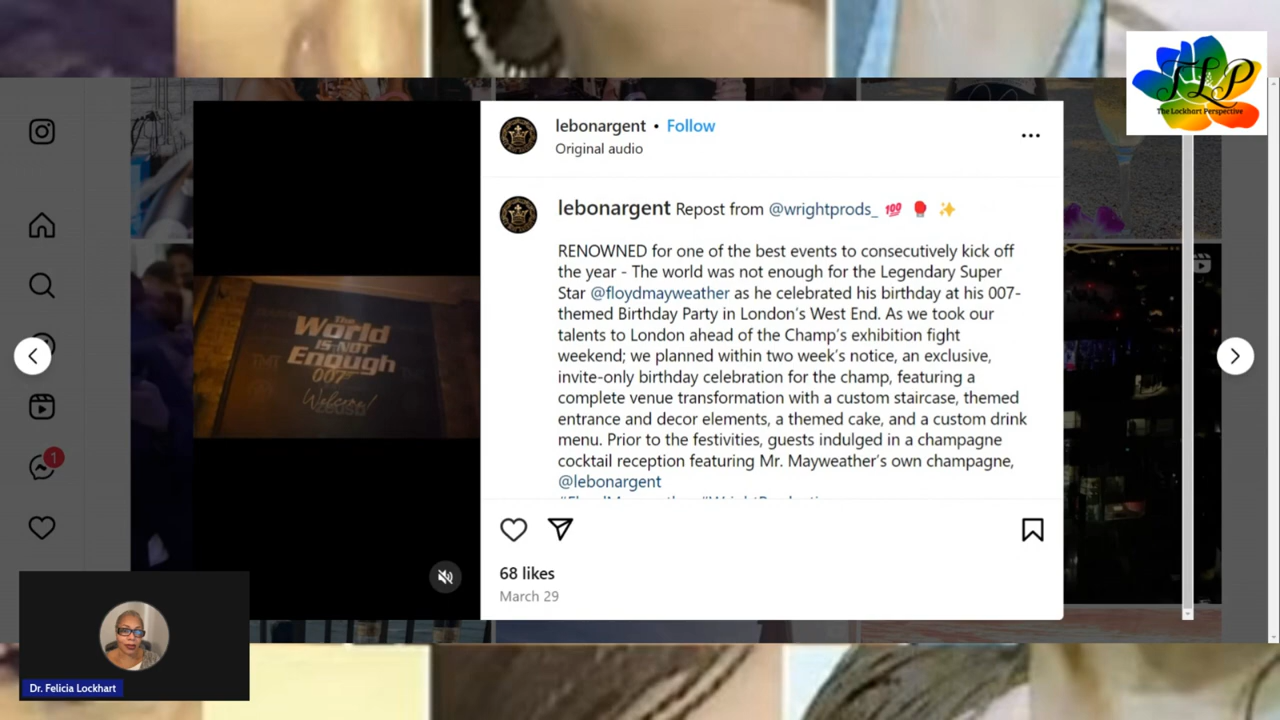 TLP
The Lockhart Perspective
lebonargent • Follow
Original audio
lebonargent Repost from @wrightprods_ 💯 🥊 ✨
RENOWNED for one of the best events to consecutively kick off
the year - The world was not enough for the Legendary Super
Star @floydmayweather as he celebrated his birthday at his 007-
themed Birthday Party in London's West End. As we took our
talents to London ahead of the Champ's exhibition fight
weekend; we planned within two week's notice, an exclusive,
invite-only birthday celebration for the champ, featuring a
complete venue transformation with a custom staircase, themed
entrance and decor elements, a themed cake, and a custom drink
menu. Prior to the festivities, guests indulged in a champagne
cocktail reception featuring Mr. Mayweather's own champagne,
@lebonargent
The
World
IS NOT
Enough
007
Welcome!
68 likes
March 29
1
Dr. Felicia Lockhart